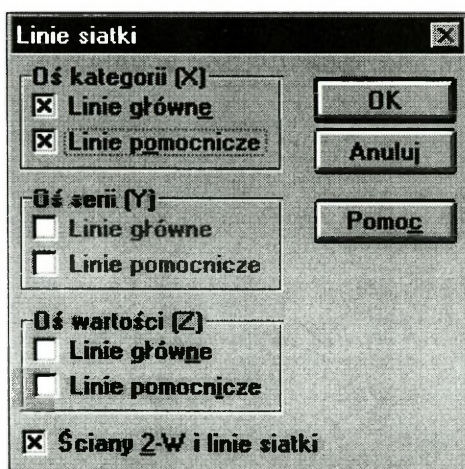 Linie siatki
Oś kategorii (X)
Linie główne
Linie pomocnicze
OK
Anuluj
Pomoc
Oś serii (Y)
Linie główne
Linie pomocnicze
Oś wartości (Z)
Linie główne
Linie pomocnicze
Ściany 2-W i linie siatki